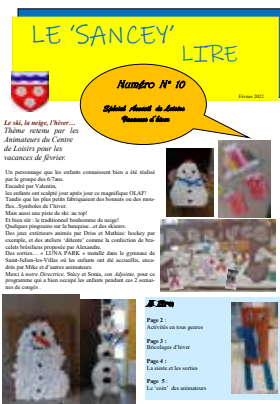 LE 'SANCEY'
LIRE
Numéro N° 10
Spécial Accueil de Loisirs
Vacances d'hiver
Février 2022
Le ski, la neige, l'hiver…
Thème retenu par les
Animateurs du Centre
de Loisirs pour les
vacances de février.
Un personnage que les enfants connaissent bien a été réalisé
par le groupe des 6/7ans.
Encadré par Valentin,
les enfants ont sculpté jour après jour ce magnifique OLAF!
Tandis que les plus petits fabriquaient des bonnets ou des mou-
fles...Symboles de l'hiver.
Mais aussi une piste de ski: au top!
Et bien sûr : le traditionnel bonhomme de neige!
Quelques pingouins sur la banquise...et des skieurs.
Des jeux extérieurs animés par Driss et Mathias: hockey par
exemple, et des ateliers 'détente' comme la confection de bra-
celets brésiliens proposée par Alexandre.
Des sorties... « LUNA PARK » installé dans le gymnase de
Saint-Julien-les-Villas où les enfants ont été accueillis, enca-
drés par Mike et d'autres animateurs.
Merci à notre Directrice, Stécy et Sonia, son Adjointe, pour ce
programme qui a bien occupé les enfants pendant ces 2 semai-
nes de congés .
A lire
Page 2 :
Activités en tous genres
Page 3 :
Bricolages d'hiver
Page 4 :
La sieste et les sorties
Page 5 :
Le 'coin' des animateurs